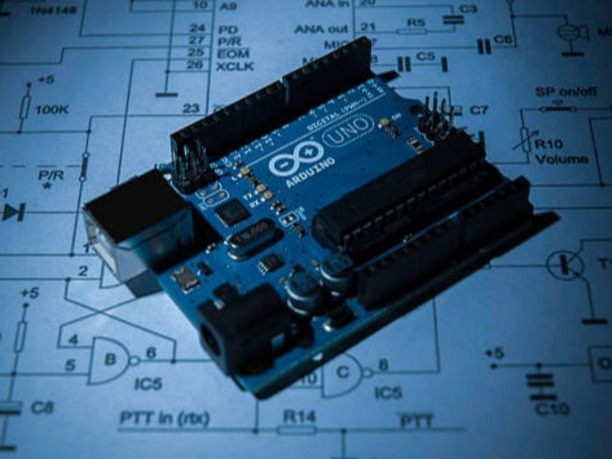 1N4148
10
A9
ANA in
20
C3
24
PD
ANA out
21
R5
27
P/R
MIC
C6
25
EOM
26
XCLK
C5
+5
100K
23
C7
SP on/off
DIGITAL (PWM~)
UNO
ON
R10
Volume
ARDUINO
TX
RX
P/R
*
1
2
+5
4
5
B
6
IC5
10
C
8
IC5
+5
C8
C10
PTT in (rtx)
R14
PTT